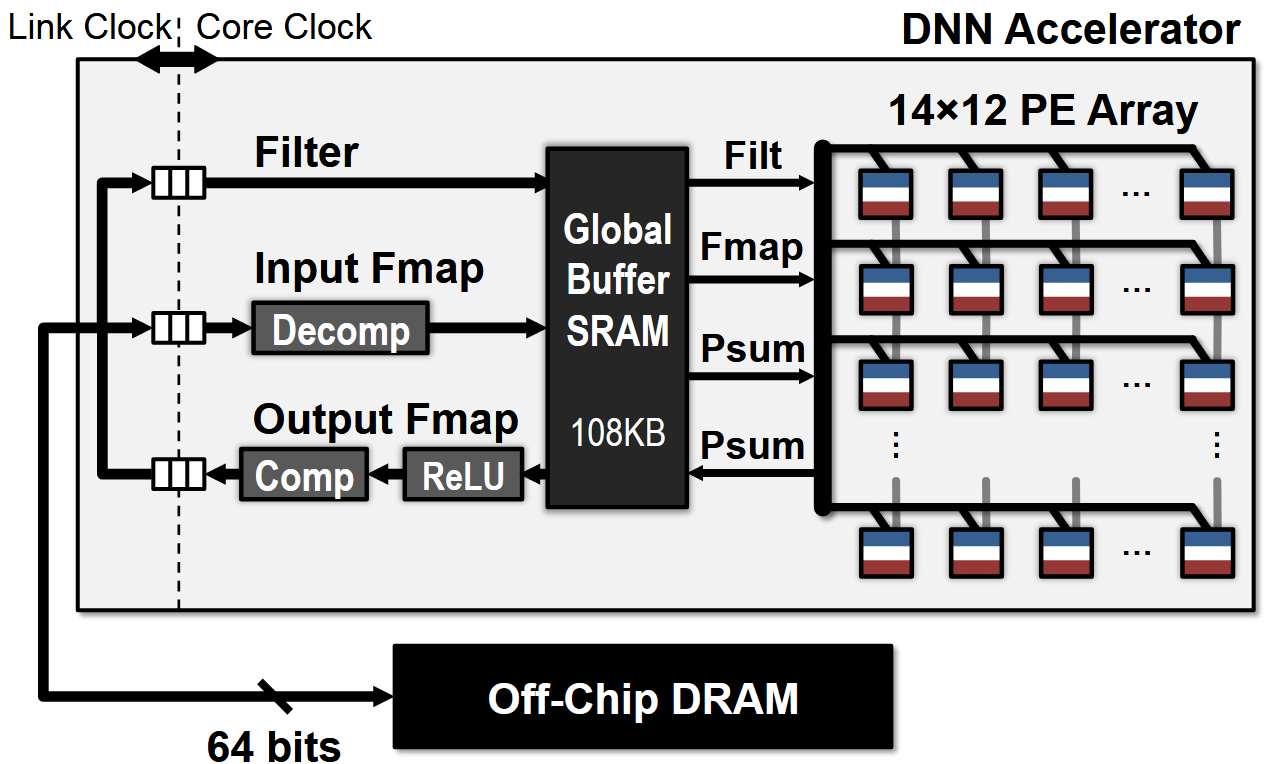 Link Clock
Core Clock
DNN Accelerator
14×12 PE Array
Filter
Filt
...
Global
Buffer
SRAM
108KB
Input Fmap
Fmap
...
Decomp
Psum
...
Output Fmap
Psum
...
...
Comp
ReLU
...
Off-Chip DRAM
64 bits